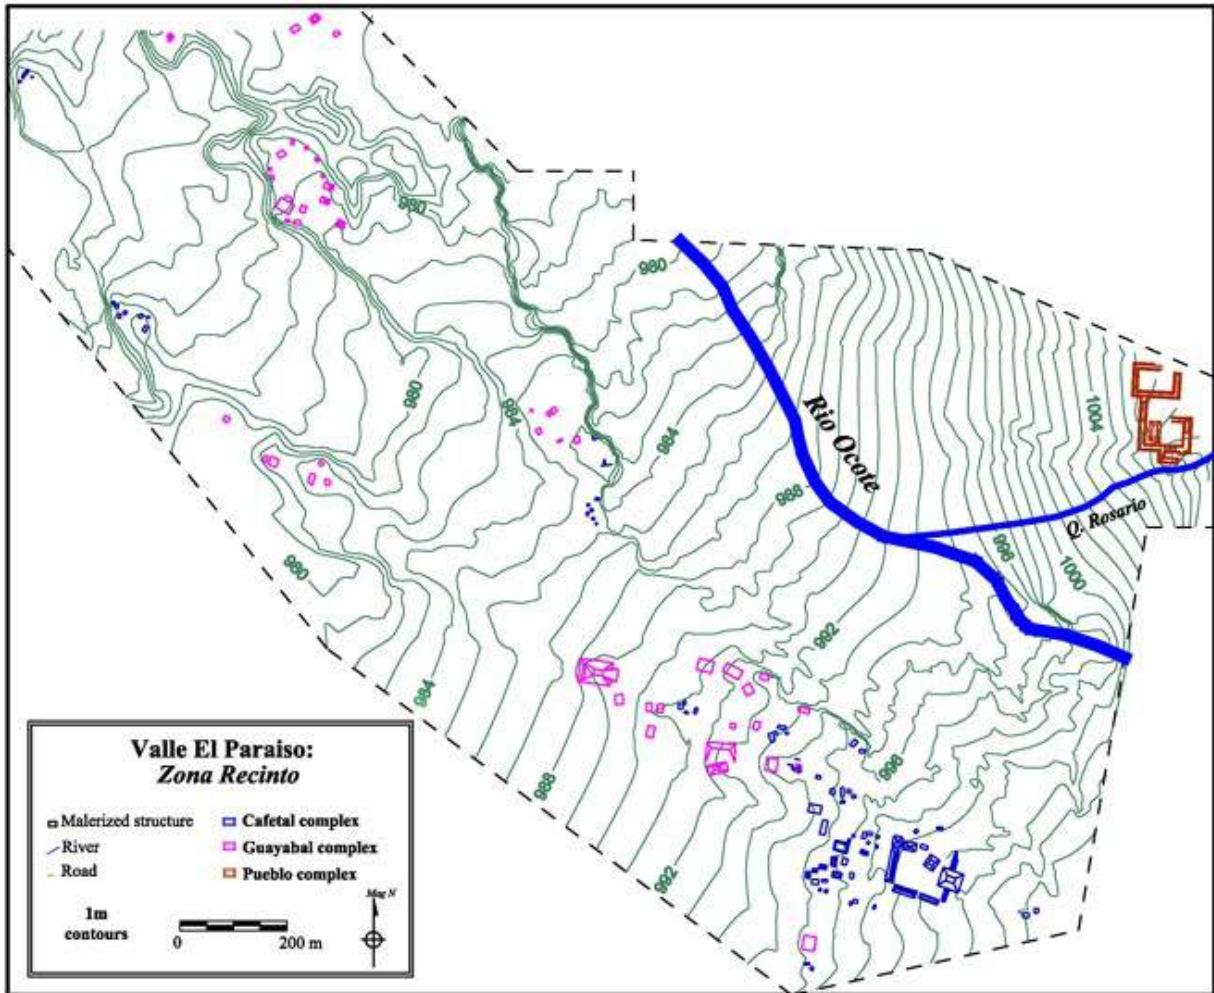 980
980
980
984
984
988
1004
Rio Ocote
Q. Rosario
996
1000
980
992
984
988
996
992
Valle El Paraiso:
Zona Recinto
Malerized structure
River
Road
Cafetal complex
Guayabal complex
Pueblo complex
1m
contours
0
200 m
Mag N